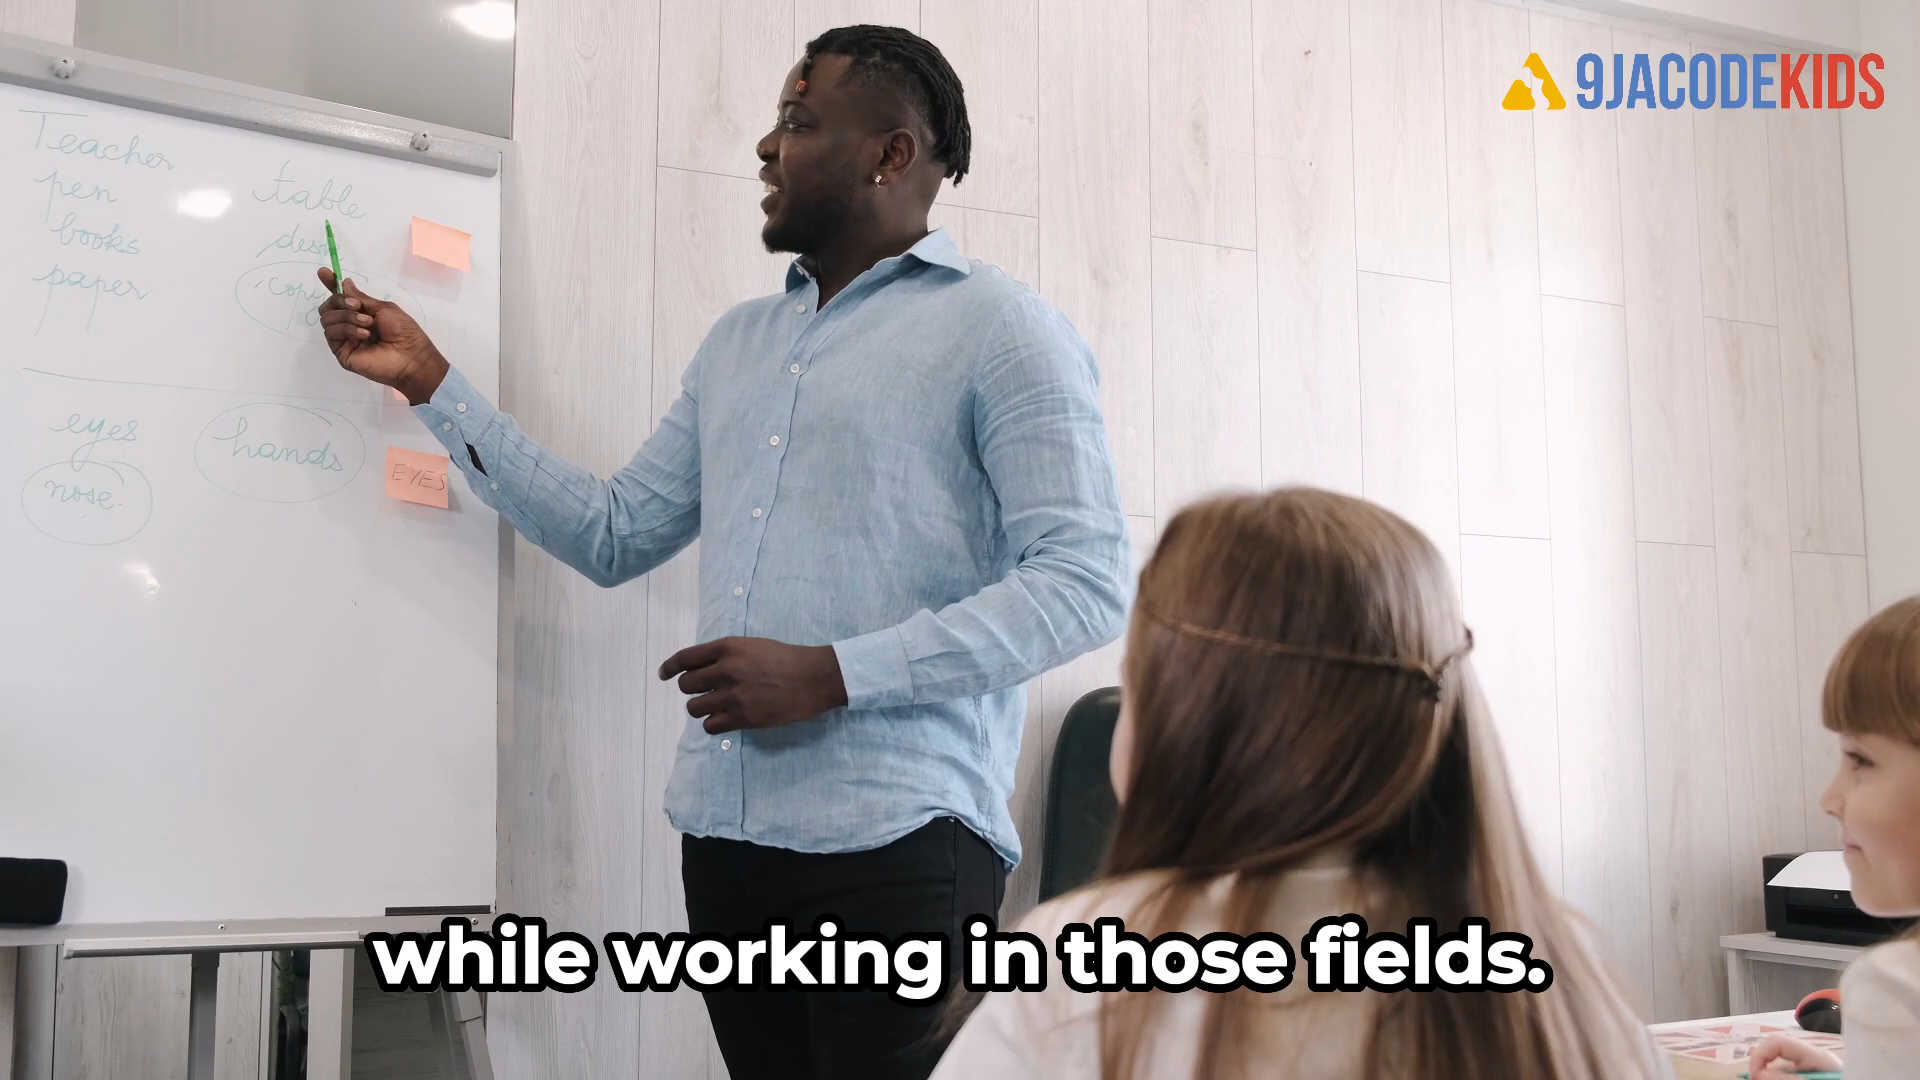 9JACODEKIDS
Teacher
pen
books
paper
table
eyes
nose
hands
EYES
while working in those fields.